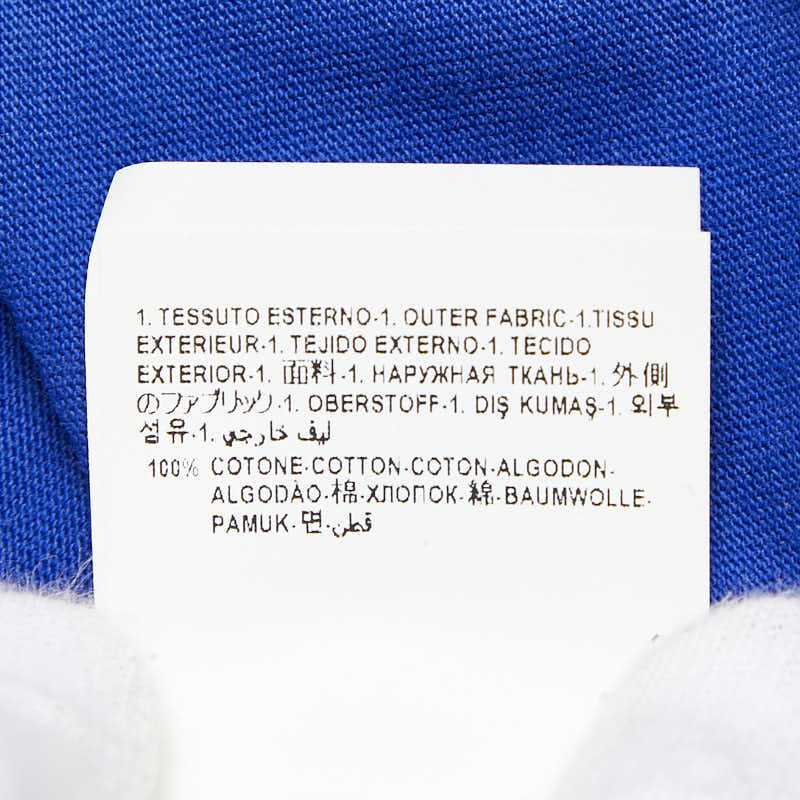 1. TESSUTO ESTERNO-1. OUTER FABRIC-1.TISSU
EXTERIEUR-1. TEJIDO EXTERNO-1. TECIDO
EXTERIOR-1. 面料-1. НАРУЖНАЯ ТКАНЬ-1. 外側
のファブリック-1. OBERSTOFF-1. DIŞ KUMAŞ-1. 외부
섬유-1. ليف خارجي
100% COTONE-COTTON-COTON-ALGODON-
ALGODÃO-棉-ХЛОПОК-綿-BAUMWOLLE-
PAMUK-면-قطن